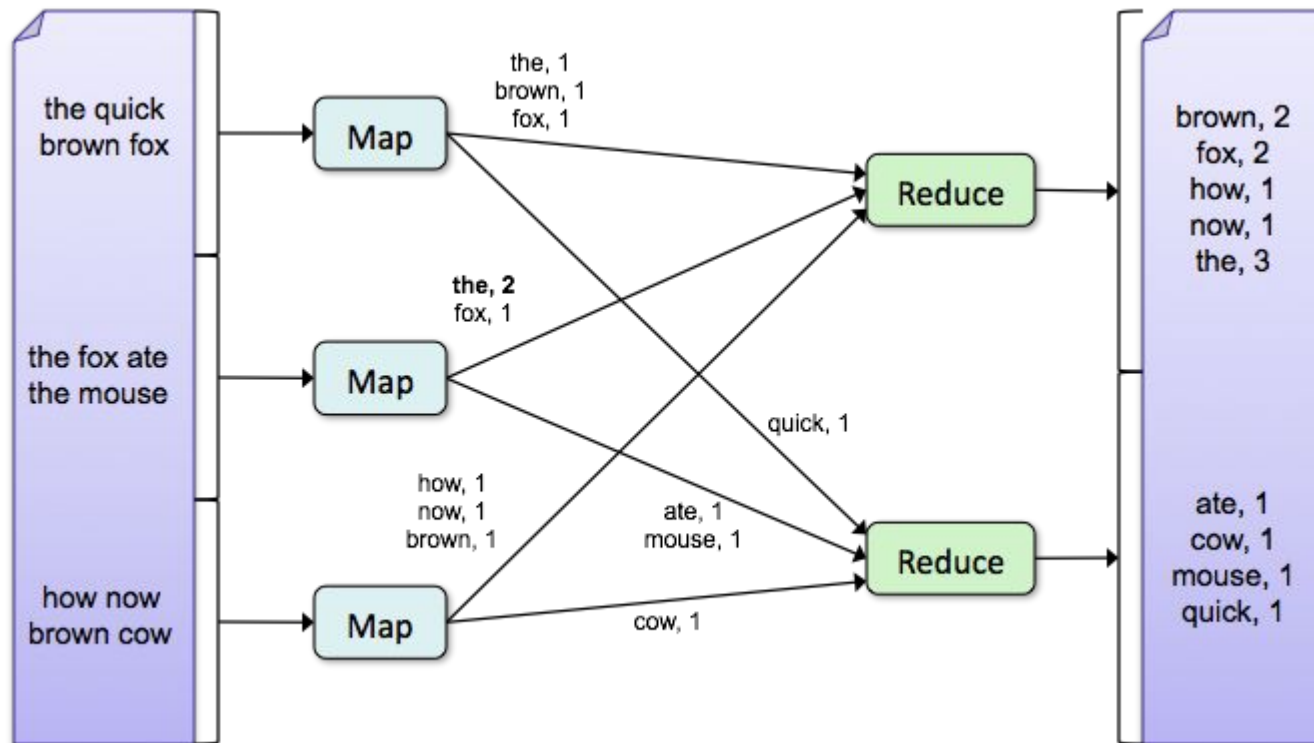 the quick
brown fox
the fox ate
the mouse
how now
brown cow
Map
Map
Map
the, 1
brown, 1
fox, 1
the, 2
fox, 1
how, 1
now, 1
brown, 1
quick, 1
ate, 1
mouse, 1
cow, 1
Reduce
Reduce
brown, 2
fox, 2
how, 1
now, 1
the, 3
ate, 1
cow, 1
mouse, 1
quick, 1